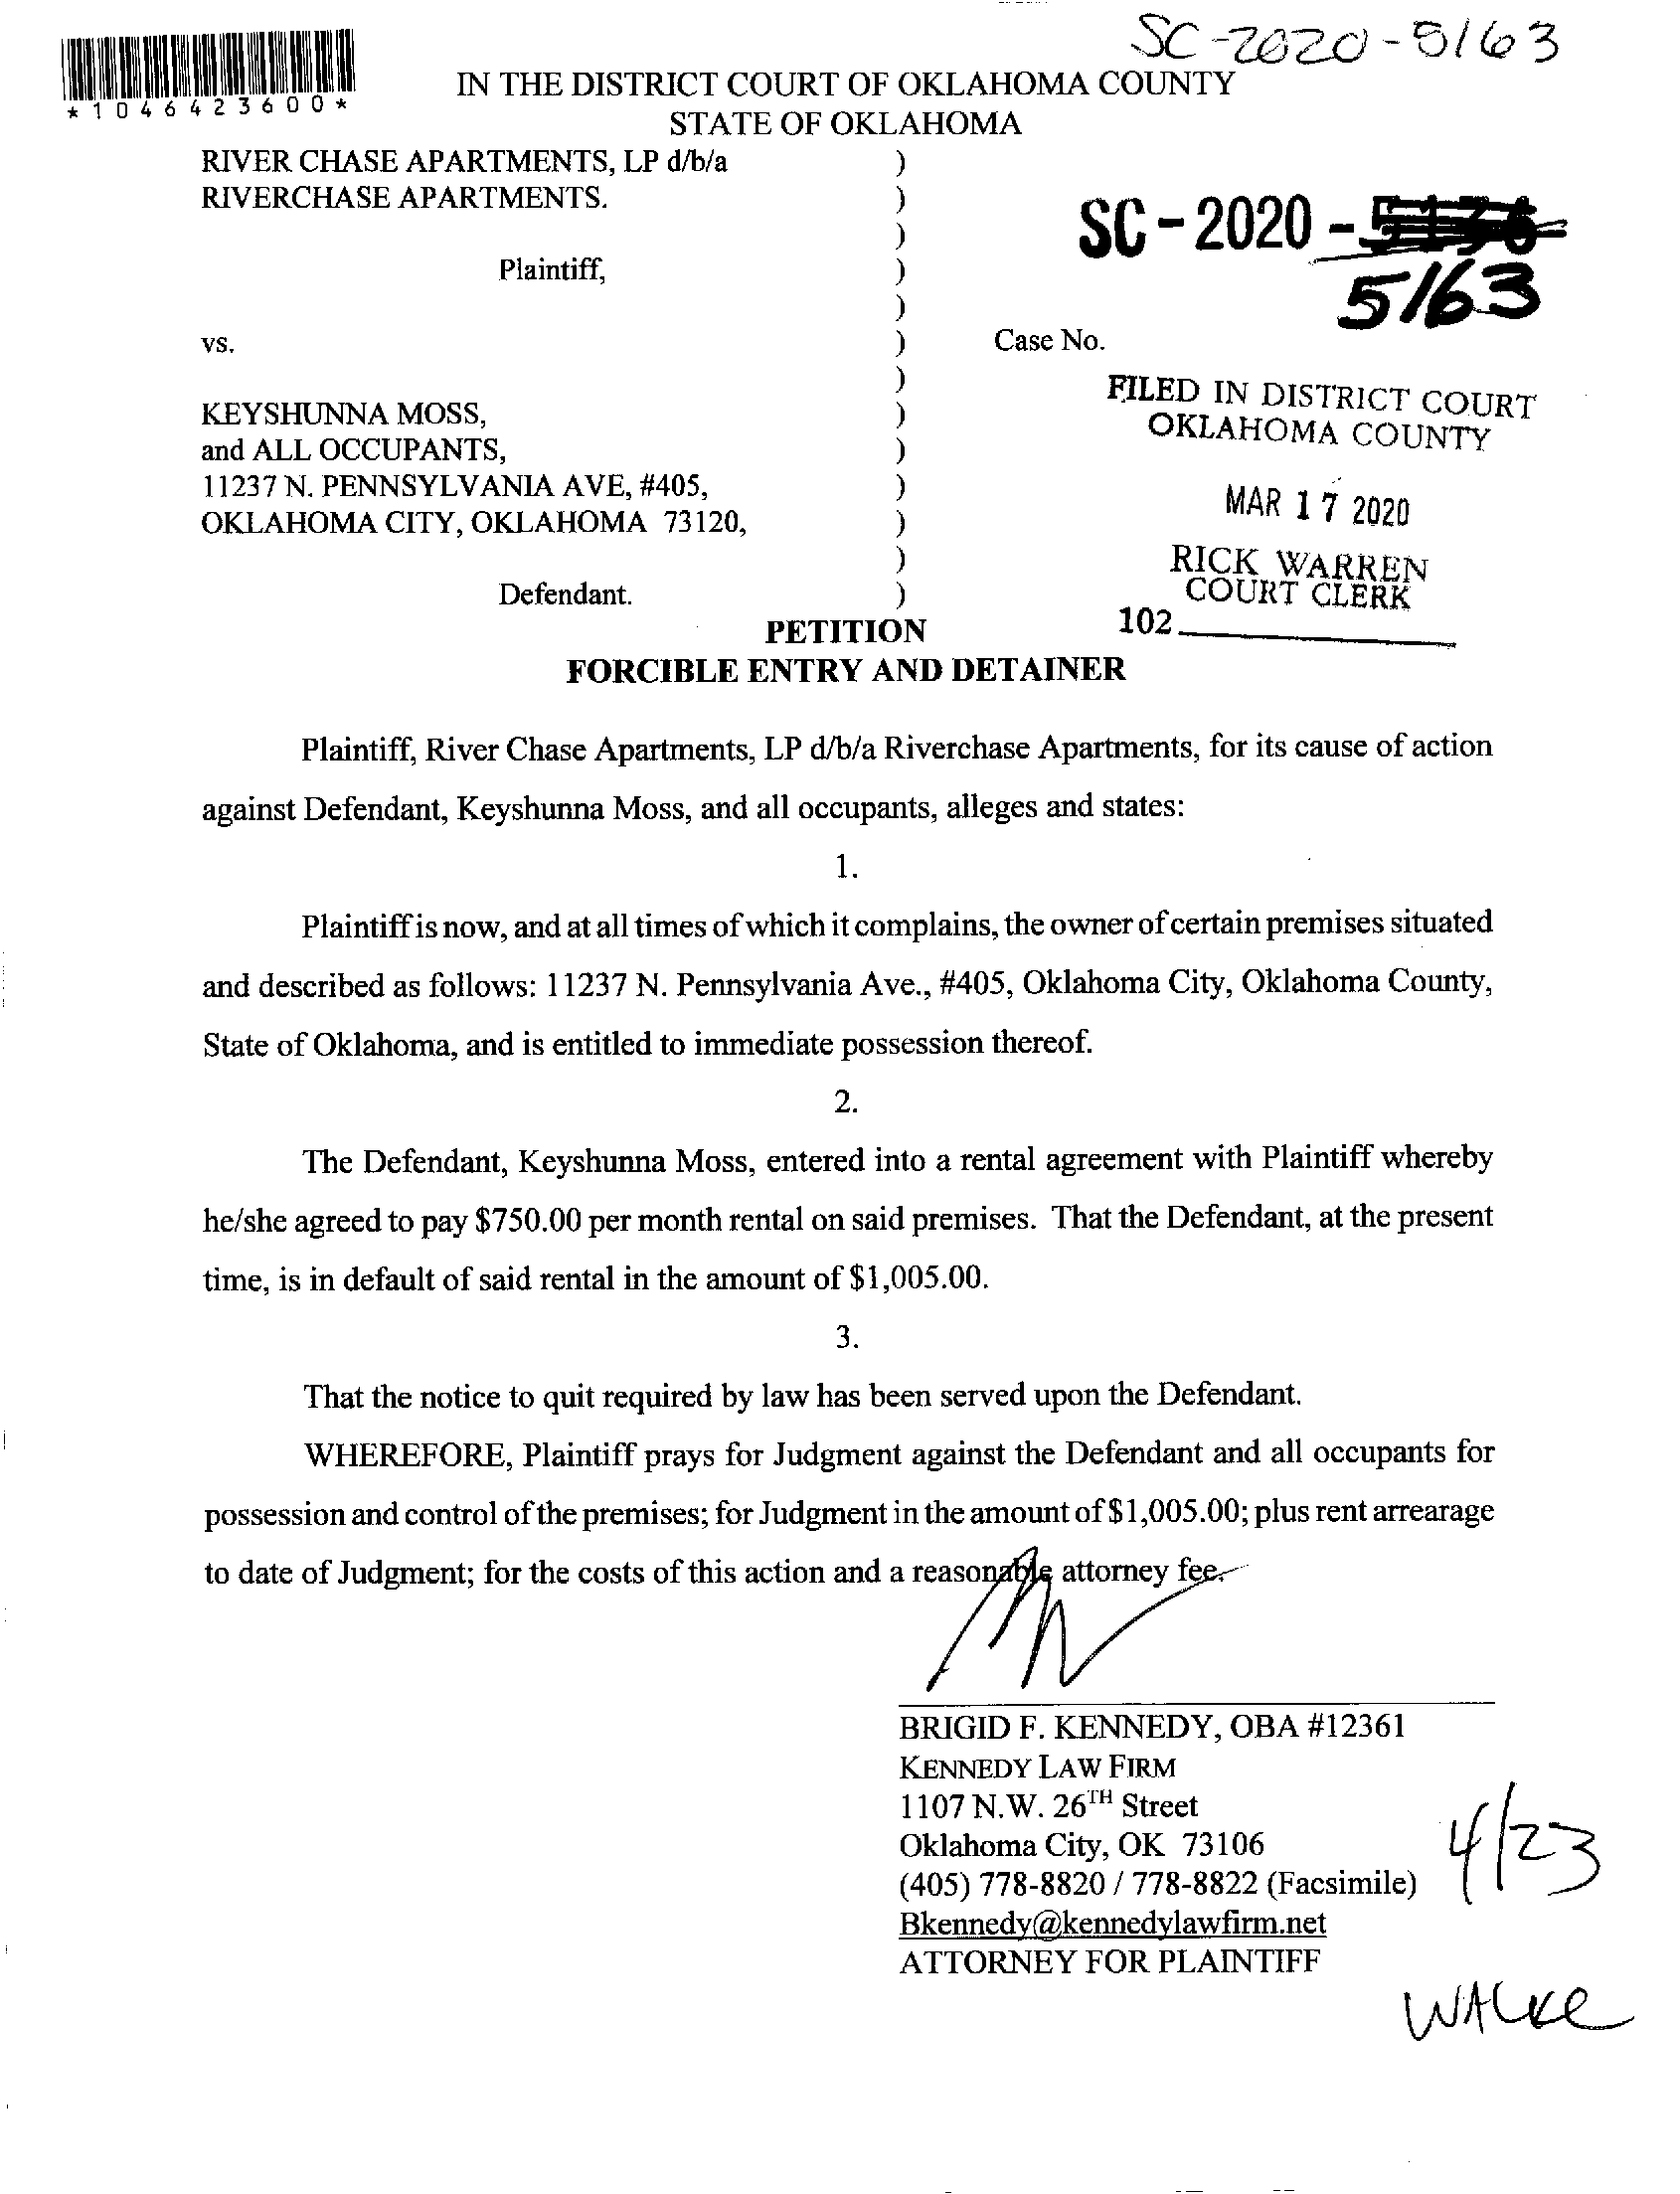 SC-2020-5163
*1046423600*
IN THE DISTRICT COURT OF OKLAHOMA COUNTY
STATE OF OKLAHOMA
RIVER CHASE APARTMENTS, LP d/b/a )
RIVERCHASE APARTMENTS. )
)
SC-2020-
Plaintiff, )
5163
)
vs. ) Case No.
)
FILED IN DISTRICT COURT
KEYSHUNNA MOSS, )
OKLAHOMA COUNTY
and ALL OCCUPANTS, )
11237 N. PENNSYLVANIA AVE, #405, )
MAR 17 2020
OKLAHOMA CITY, OKLAHOMA 73120, )
)
RICK WARREN
COURT CLERK
Defendant. )
102
PETITION
FORCIBLE ENTRY AND DETAINER
Plaintiff, River Chase Apartments, LP d/b/a Riverchase Apartments, for its cause of action
against Defendant, Keyshunna Moss, and all occupants, alleges and states:
1.
Plaintiff is now, and at all times of which it complains, the owner of certain premises situated
and described as follows: 11237 N. Pennsylvania Ave., #405, Oklahoma City, Oklahoma County,
State of Oklahoma, and is entitled to immediate possession thereof.
2.
The Defendant, Keyshunna Moss, entered into a rental agreement with Plaintiff whereby
he/she agreed to pay $750.00 per month rental on said premises. That the Defendant, at the present
time, is in default of said rental in the amount of $1,005.00.
3.
That the notice to quit required by law has been served upon the Defendant.
WHEREFORE, Plaintiff prays for Judgment against the Defendant and all occupants for
possession and control of the premises; for Judgment in the amount of $1,005.00; plus rent arrearage
to date of Judgment; for the costs of this action and a reasonable attorney fee.
BRIGID F. KENNEDY, OBA #12361
KENNEDY LAW FIRM
1107 N.W. 26TH Street
Oklahoma City, OK 73106
(405) 778-8820 / 778-8822 (Facsimile)
4/23
Bkennedy@kennedylawfirm.net
ATTORNEY FOR PLAINTIFF
WALKE